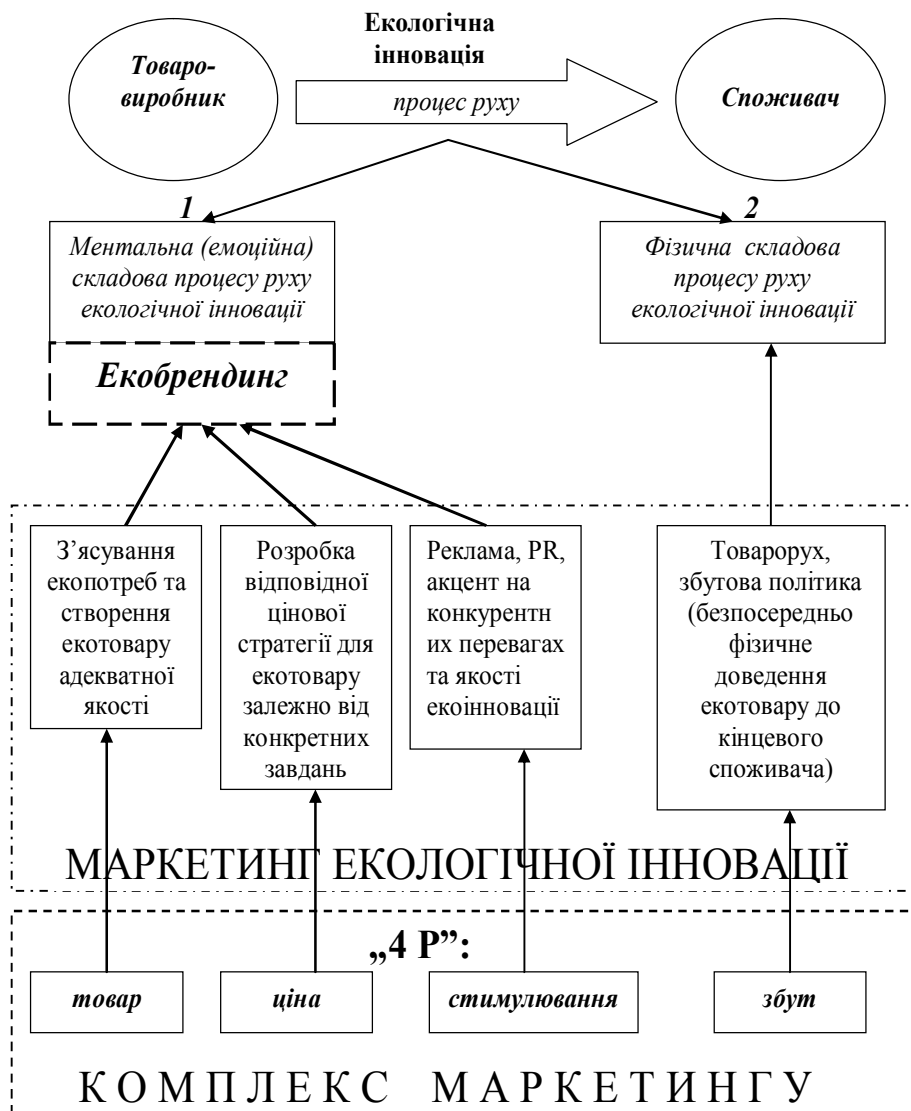 Екологічна
інновація
Товаро-
виробник
процес руху
Споживач
1
Ментальна (емоційна)
складова процесу руху
екологічної інновації
Екобрендинг
2
Фізична складова
процесу руху
екологічної інновації
З’ясування
екопотреб та
створення
екотовару
адекватної
якості
Розробка
відповідної
цінової
стратегії для
екотовару
залежно від
конкретних
завдань
Реклама, PR,
акцент на
конкурентн
их перевагах
та якості
екоінновації
Товарорух,
збутова політика
(безпосередньо
фізичне
доведення
екотовару до
кінцевого
споживача)
МАРКЕТИНГ ЕКОЛОГІЧНОЇ ІННОВАЦІЇ
„4 Р”:
товар
ціна
стимулювання
збут
КОМПЛЕКС МАРКЕТИНГУ